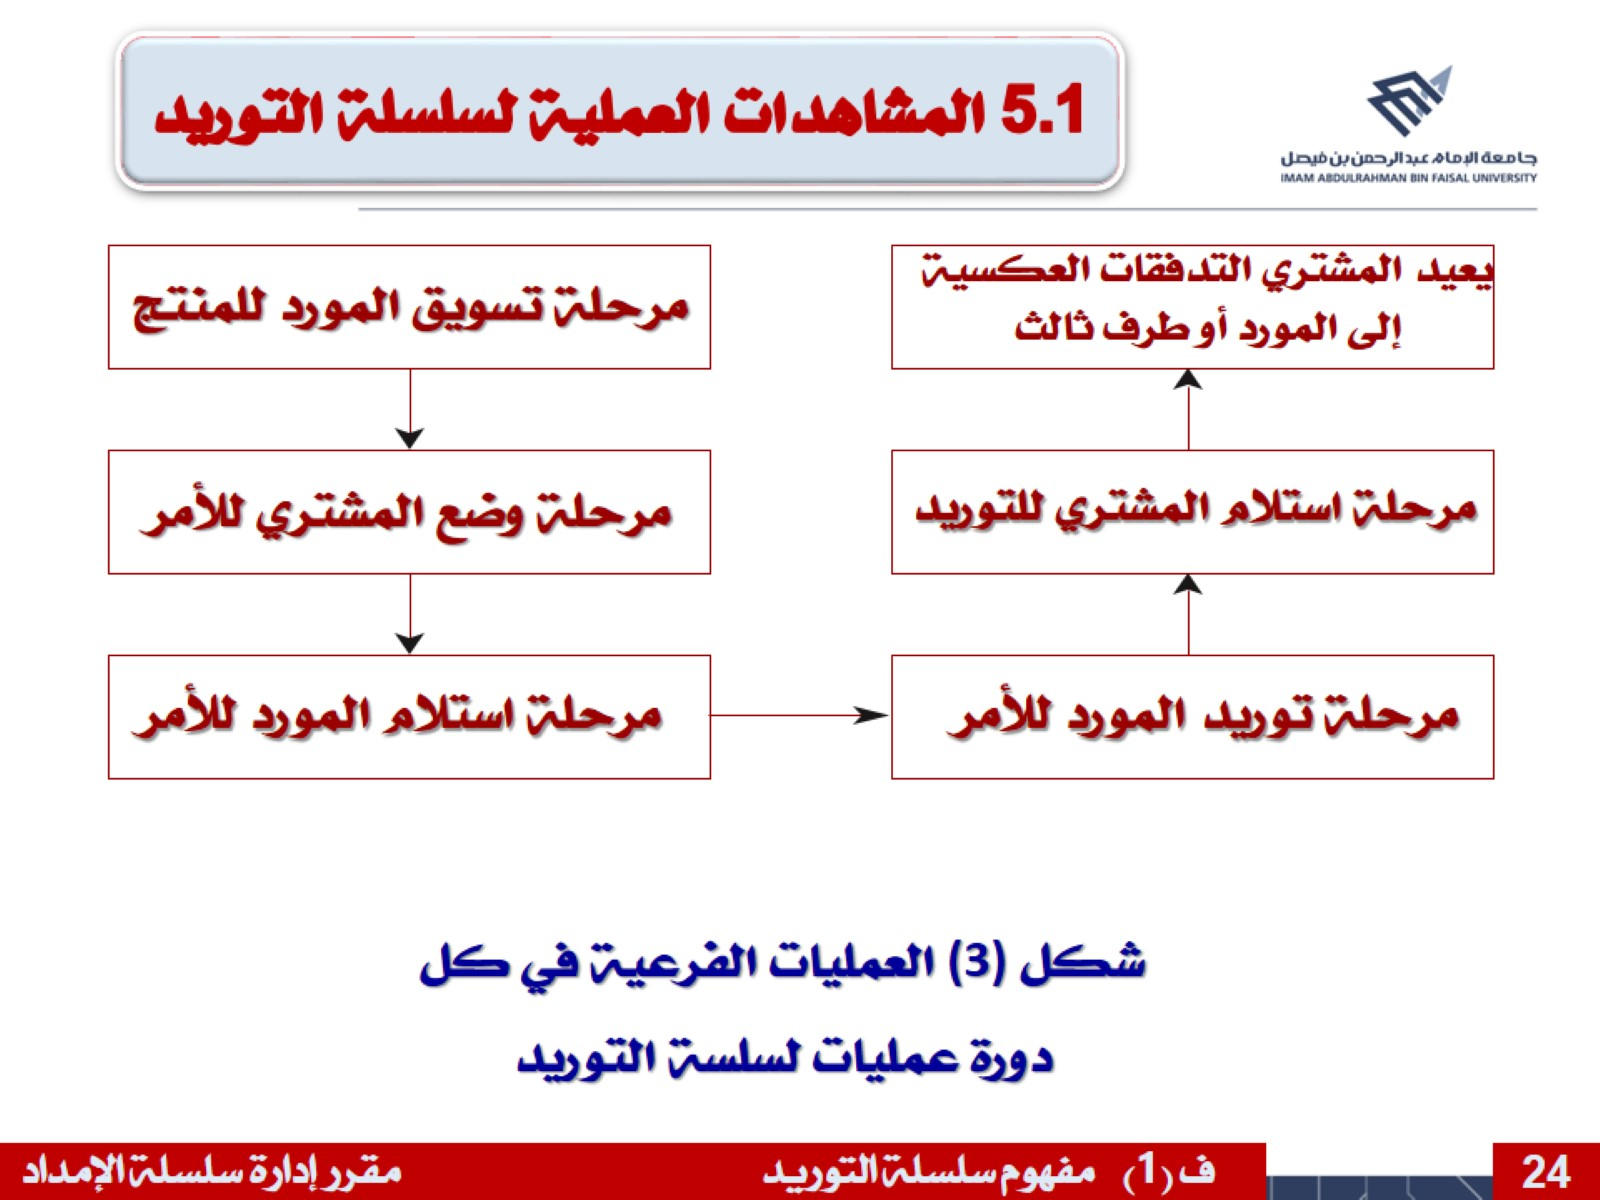 5.1 المشاهدات العملية لسلسلة التوريد
جامعة الإمام عبدالرحمن بن فيصل
IMAM ABDULRAHMAN BIN FAISAL UNIVERSITY
مرحلة تسويق المورد للمنتج
مرحلة وضع المشتري للأمر
مرحلة استلام المورد للأمر
مرحلة توريد المورد للأمر
مرحلة استلام المشتري للتوريد
يعيد المشتري التدفقات العكسية
إلى المورد أو طرف ثالث
شكل (3) العمليات الفرعية في كل
دورة عمليات لسلسة التوريد
24
ف (1) مفهوم سلسلة التوريد
مقرر إدارة سلسلة الإمداد